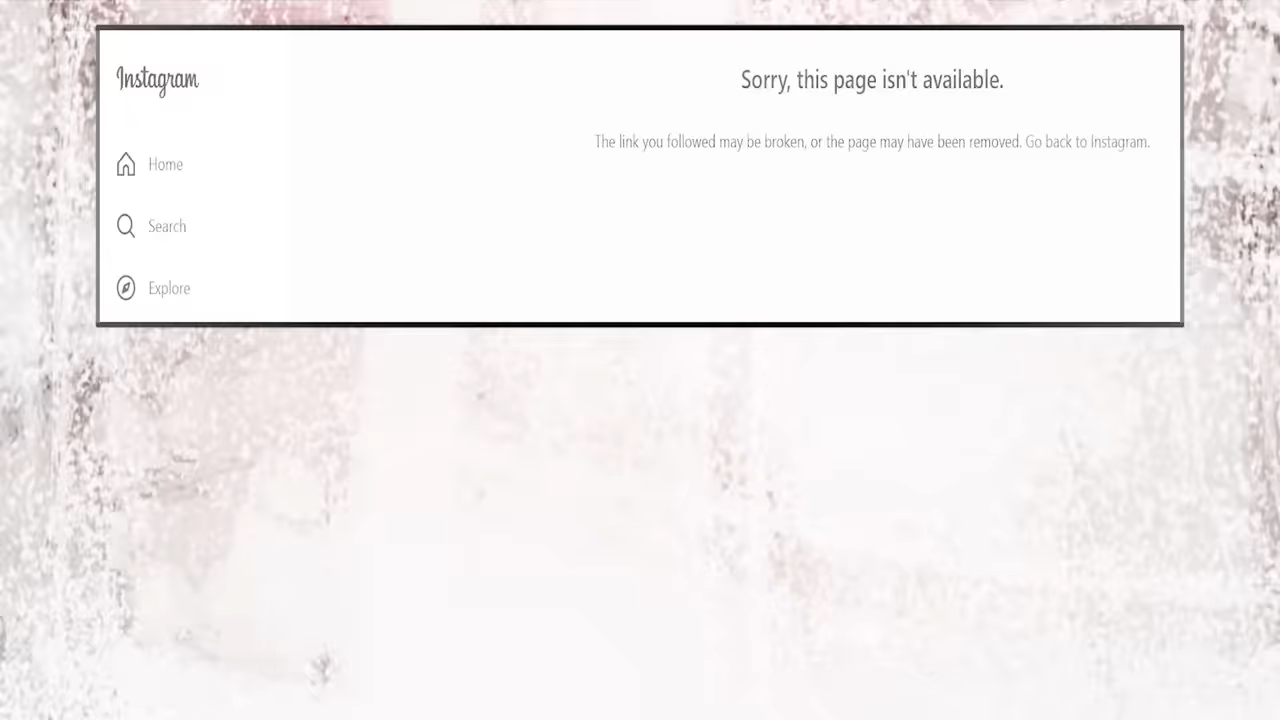 Instagram
Sorry, this page isn't available.
The link you followed may be broken, or the page may have been removed. Go back to Instagram.
Home
Search
Explore